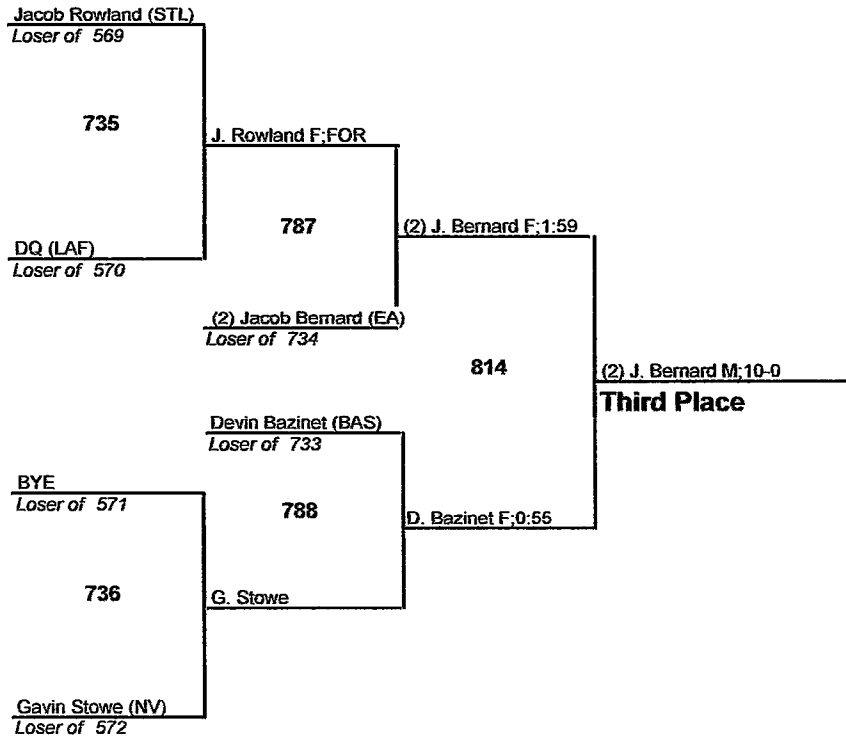 Jacob Rowland (STL)
Loser of 569
735
J. Rowland F;FOR
DQ (LAF)
Loser of 570
787
(2) J. Bernard F;1:59
(2) Jacob Bernard (EA)
Loser of 734
814
(2) J. Bernard M;10-0
Third Place
Devin Bazinet (BAS)
Loser of 733
BYE
Loser of 571
788
D. Bazinet F;0:55
736
G. Stowe
Gavin Stowe (NV)
Loser of 572